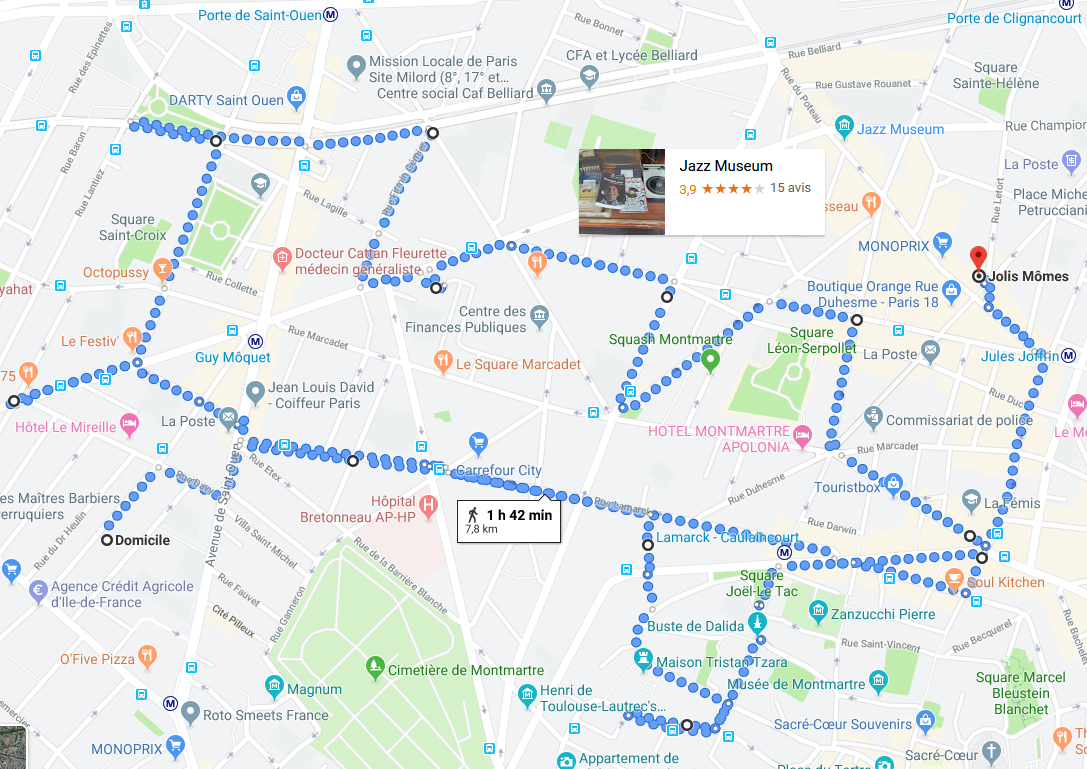 Porte de Saint-Ouen
Porte de Clignancourt
Rue Bonnet
Rue Belliard
Rue des Epinettes
Mission Locale de Paris
Site Milord (8°, 17° et...
Centre social Caf Belliard
CFA et Lycée Belliard
Square
Sainte-Hélène
Rue Gustave Rouanet
Rue du Poteau
DARTY Saint Ouen
Jazz Museum
Rue Champion
Rue Baron
Rue Lantiez
Jazz Museum
3,9
15 avis
La Poste
Rue Letort
Place Miche
Petrucciani
Rue Lagille
sseau
Square
Saint-Croix
MONOPRIX
Docteur Cattan Fleurette
médecin généraliste
Octopussy
Jolis Mômes
yahat
Rue Collette
Boutique Orange Rue
Duhesme - Paris 18
Centre des
Finances Publiques
Le Festiv'
Rue Marcadet
Squash Montmartre
Square
Léon-Serpollet
Guy Môquet
La Poste
Jules Joffrin
75
Le Square Marcadet
Jean Louis David
- Coiffeur Paris
Rue Duc
Hôtel Le Mireille
La Poste
Commissariat de police
HOTEL MONTMARTRE
APOLONIA
Le Mo
Rue Marcadet
Rue Etex
Carrefour City
Rue Duhesme
Touristbox
es Maîtres Barbiers
erruquiers
Avenue de Saint-Ouen
Hôpital
Bretonneau AP-HP
1 h 42 min
7,8 km
Rue Lamarck
La Fémis
Rue Darwin
Domicile
Villa Saint-Michel
Lamarck - Caulaincourt
Rue du Dr Heulin
Rue de la Barrière Blanche
Agence Crédit Agricole
d'Ile-de-France
Rue Fauvet
Rue Ganneron
Square
Joël-Le Tac
Soul Kitchen
Cité Pilleux
Buste de Dalida
Zanzucchi Pierre
Rue Saint-Vincent
Rue Becquerel
Rue Bachelet
O'Five Pizza
Cimetière de Montmartre
Maison Tristan Tzara
Musée de Montmartre
Square Marcel
Bleustein
Blanchet
Magnum
Henri de
Toulouse-Lautrec's...
Roto Smeets France
Sacré-Cœur Souvenirs
MONOPRIX
Appartement de
Sacré-Cœur
Place du Tertre